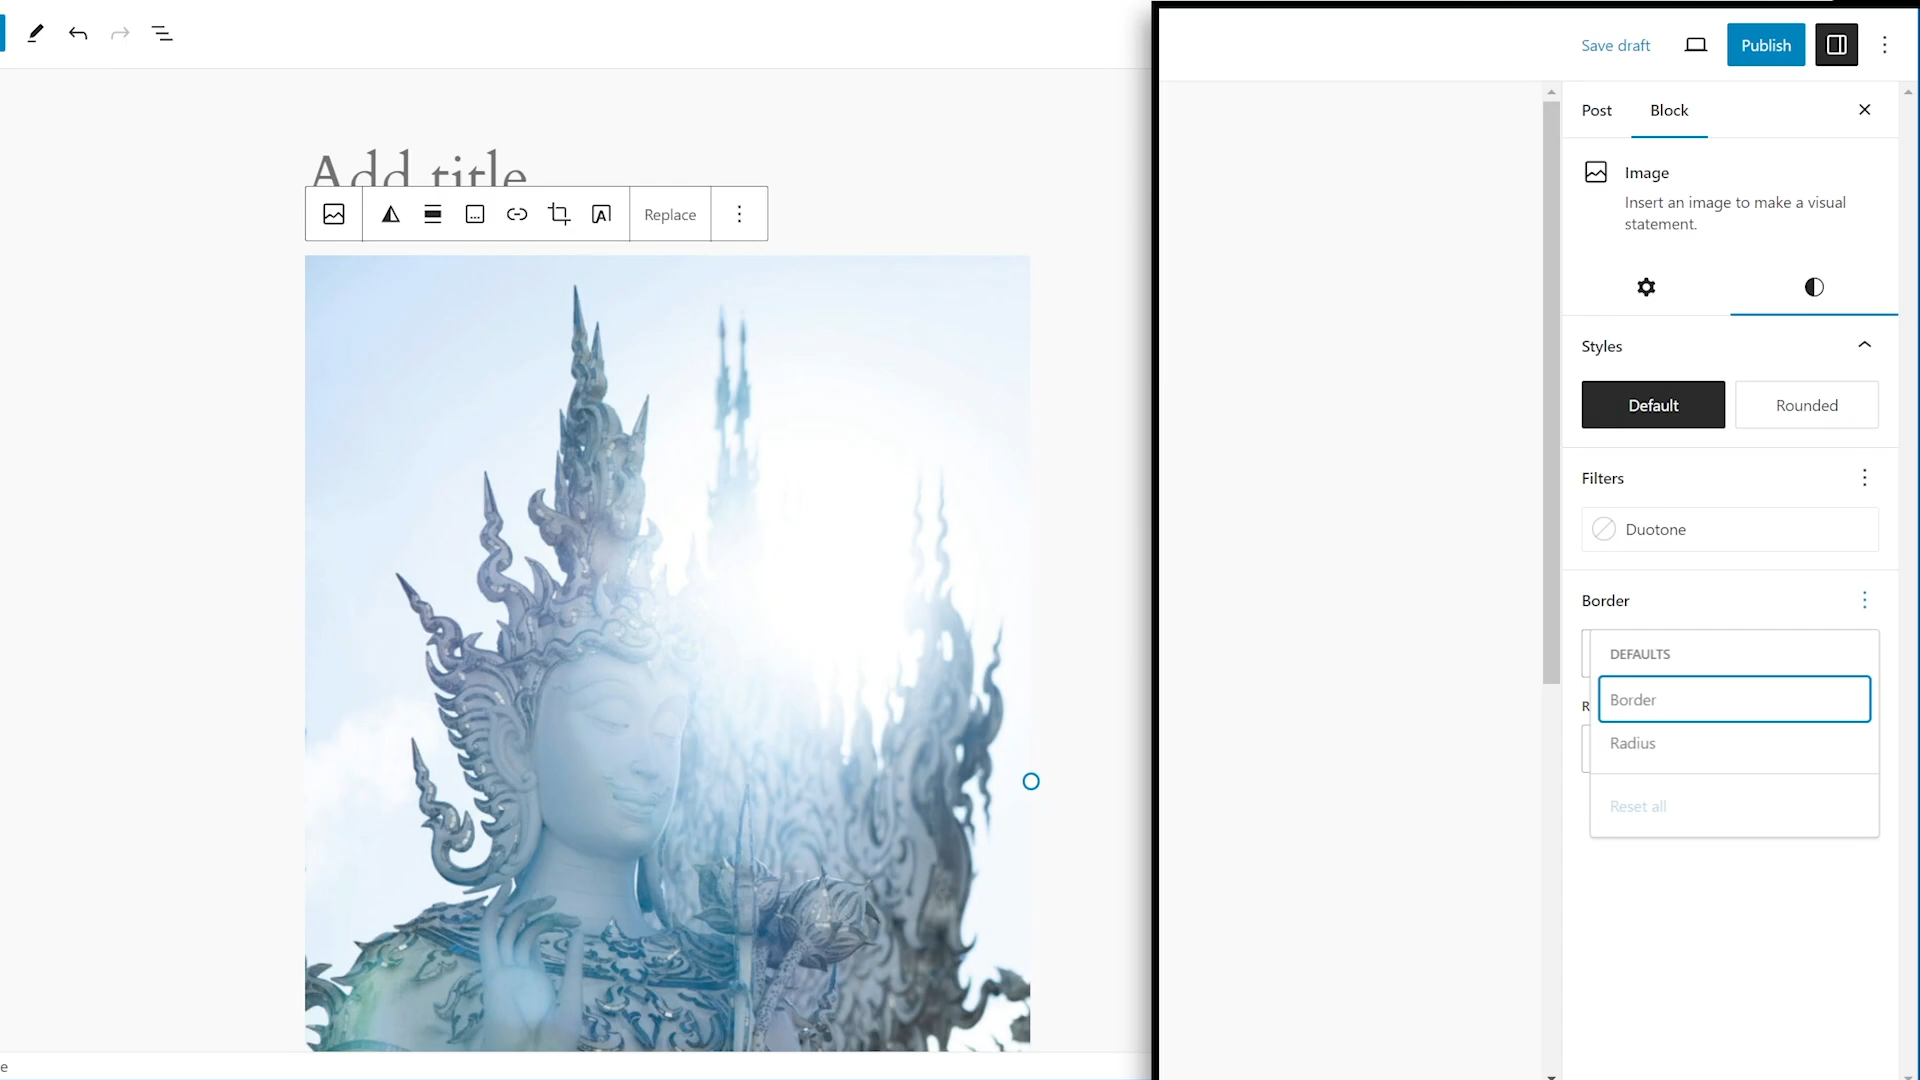 Save draft
Publish
Post
Block
Add title
Image
Insert an image to make a visual
statement.
Replace
Styles
Default
Rounded
Filters
Duotone
Border
DEFAULTS
Border
R
Radius
Reset all
e